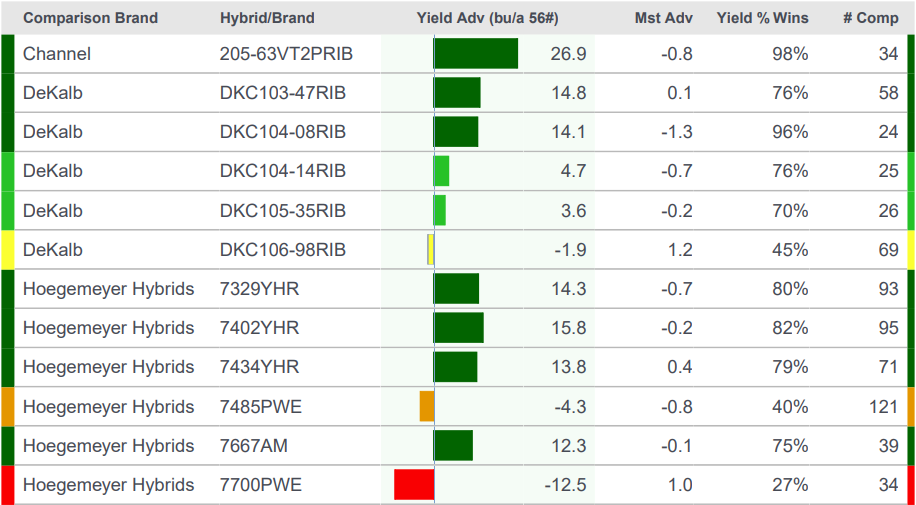 Comparison Brand Hybrid/Brand Yield Adv (bu/a 56#) Mst Adv Yield % Wins # Comp
Channel 205-63VT2PRIB 26.9 -0.8 98% 34
DeKalb DKC103-47RIB 14.8 0.1 76% 58
DeKalb DKC104-08RIB 14.1 -1.3 96% 24
DeKalb DKC104-14RIB 4.7 -0.7 76% 25
DeKalb DKC105-35RIB 3.6 -0.2 70% 26
DeKalb DKC106-98RIB -1.9 1.2 45% 69
Hoegemeyer Hybrids 7329YHR 14.3 -0.7 80% 93
Hoegemeyer Hybrids 7402YHR 15.8 -0.2 82% 95
Hoegemeyer Hybrids 7434YHR 13.8 0.4 79% 71
Hoegemeyer Hybrids 7485PWE -4.3 -0.8 40% 121
Hoegemeyer Hybrids 7667AM 12.3 -0.1 75% 39
Hoegemeyer Hybrids 7700PWE -12.5 1.0 27% 34